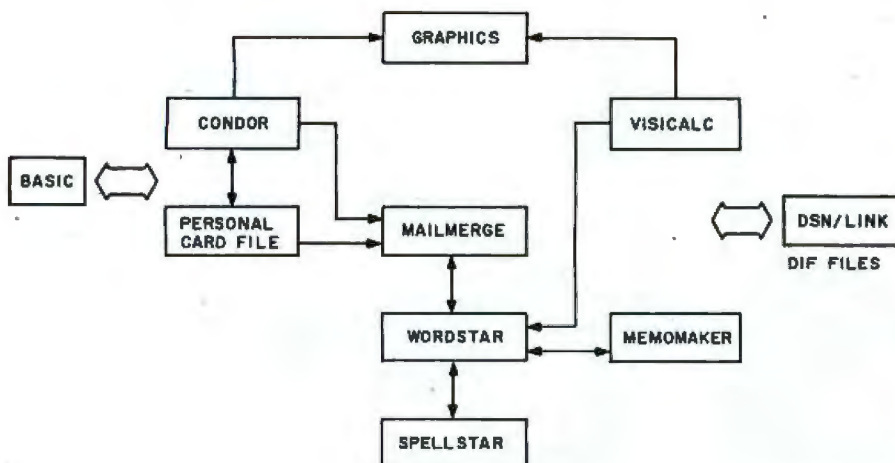 GRAPHICS
CONDOR
VISICALC
BASIC
PERSONAL
CARD FILE
MAILMERGE
DSN/LINK
DIF FILES
WORDSTAR
MEMOMAKER
SPELLSTAR